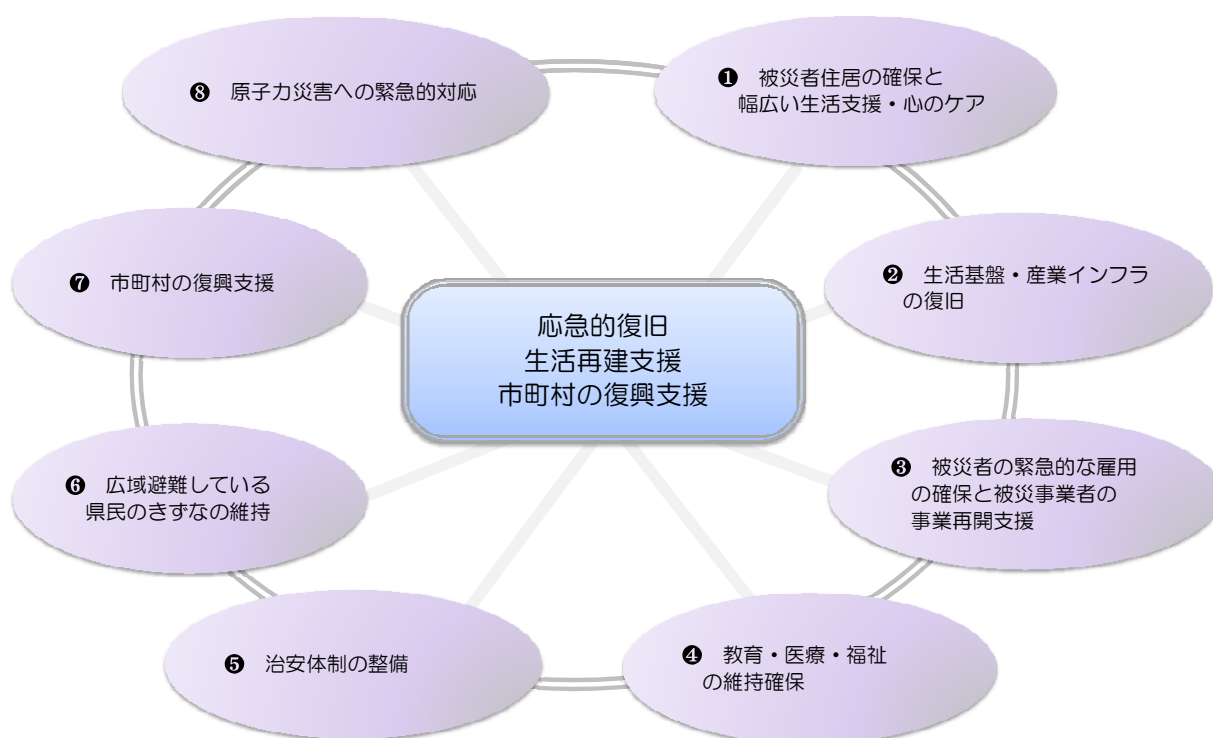 応急的復旧
生活再建支援
市町村の復興支援
❶ 被災者住居の確保と
幅広い生活支援・心のケア
❷ 生活基盤・産業インフラ
の復旧
❸ 被災者の緊急的な雇用
の確保と被災事業者の
事業再開支援
❹ 教育・医療・福祉
の維持確保
❺ 治安体制の整備
❻ 広域避難している
県民のきずなの維持
❼ 市町村の復興支援
❽ 原子力災害への緊急的対応